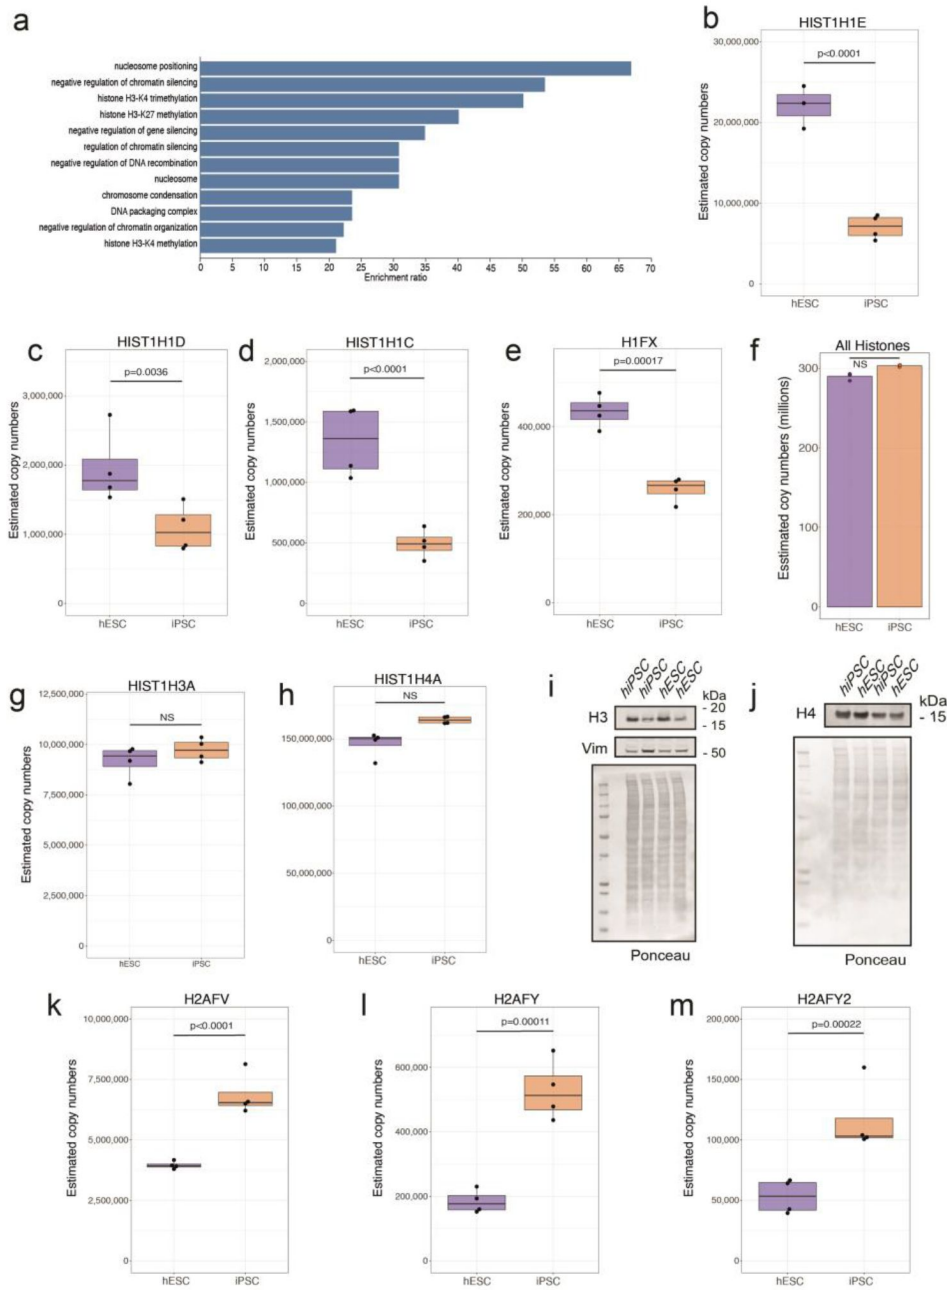 a
nucleosome positioning
negative regulation of chromatin silencing
histone H3-K4 trimethylation
histone H3-K27 methylation
negative regulation of gene silencing
regulation of chromatin silencing
negative regulation of DNA recombination
nucleosome
chromosome condensation
DNA packaging complex
negative regulation of chromatin organization
histone H3-K4 methylation
0 5 10 15 20 25 30 35 40 45 50 55 60 65 70
Enrichment ratio
b
HIST1H1E
p<0.0001
Estimated copy numbers
30,000,000
20,000,000
10,000,000
0
hESC iPSC
c
HIST1H1D
p=0.0036
Estimated copy numbers
3,000,000
2,000,000
1,000,000
0
hESC iPSC
d
HIST1H1C
p<0.0001
Estimated copy numbers
2,000,000
1,500,000
1,000,000
500,000
0
hESC iPSC
e
H1FX
p=0.00017
Estimated copy numbers
400,000
200,000
0
hESC iPSC
f
All Histones
NS
Esstimated coy numbers (millions)
300
200
100
0
hESC iPSC
g
HIST1H3A
NS
Estimated copy numbers
12,500,000
10,000,000
7,500,000
5,000,000
2,500,000
0
hESC iPSC
h
HIST1H4A
NS
Estimated copy numbers
150,000,000
100,000,000
50,000,000
0
hESC iPSC
i
hiPSC hiPSC hESC hESC
kDa
H3
- 20
- 15
Vim
- 50
Ponceau
j
hiPSC hESC hiPSC hESC
kDa
H4
- 15
Ponceau
k
H2AFV
p<0.0001
Estimated copy numbers
10,000,000
7,500,000
5,000,000
2,500,000
0
hESC iPSC
l
H2AFY
p=0.00011
Estimated copy numbers
600,000
400,000
200,000
0
hESC iPSC
m
H2AFY2
p=0.00022
Estimated copy numbers
200,000
150,000
100,000
50,000
0
hESC iPSC